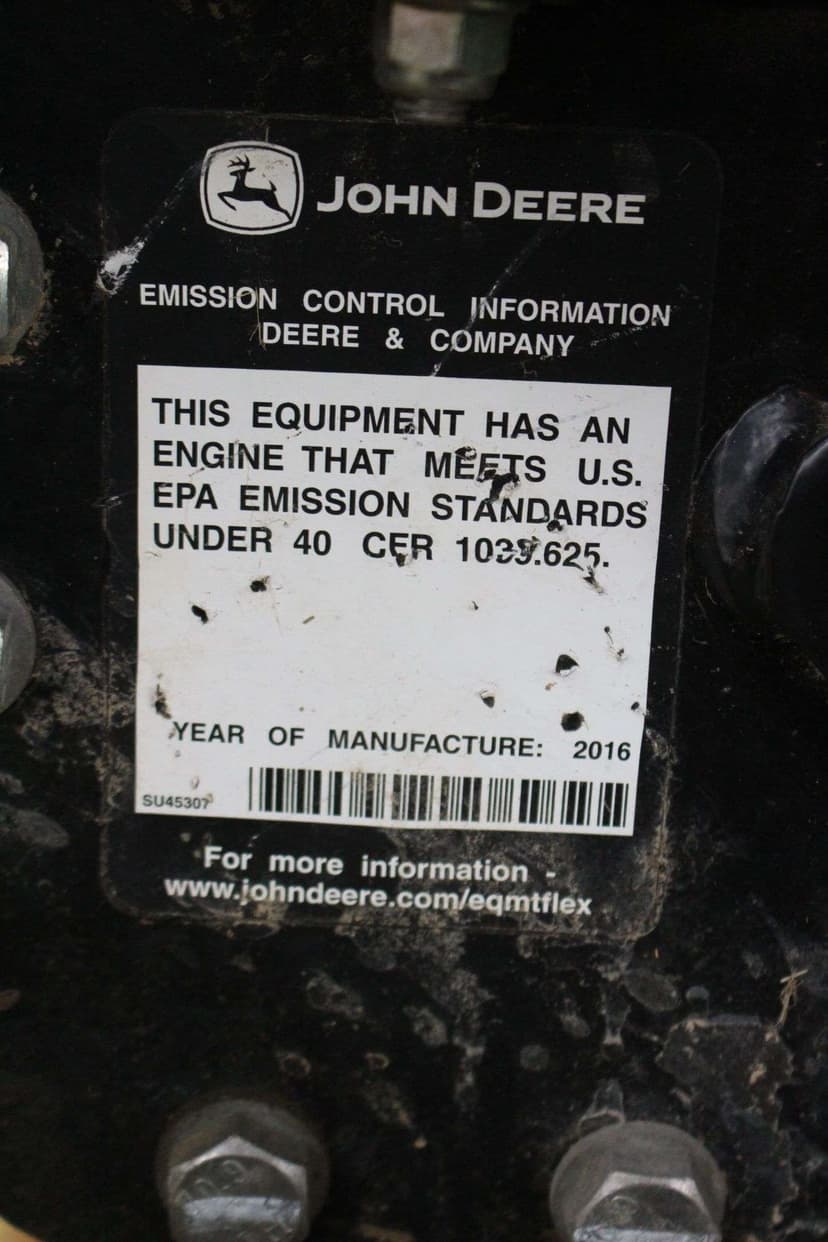 JOHN DEERE
EMISSION CONTROL INFORMATION
DEERE & COMPANY
THIS EQUIPMENT HAS AN
ENGINE THAT MEETS U.S.
EPA EMISSION STANDARDS
UNDER 40 CFR 1039.625.
YEAR OF MANUFACTURE: 2016
SU45307
For more information -
www.johndeere.com/eqmtflex